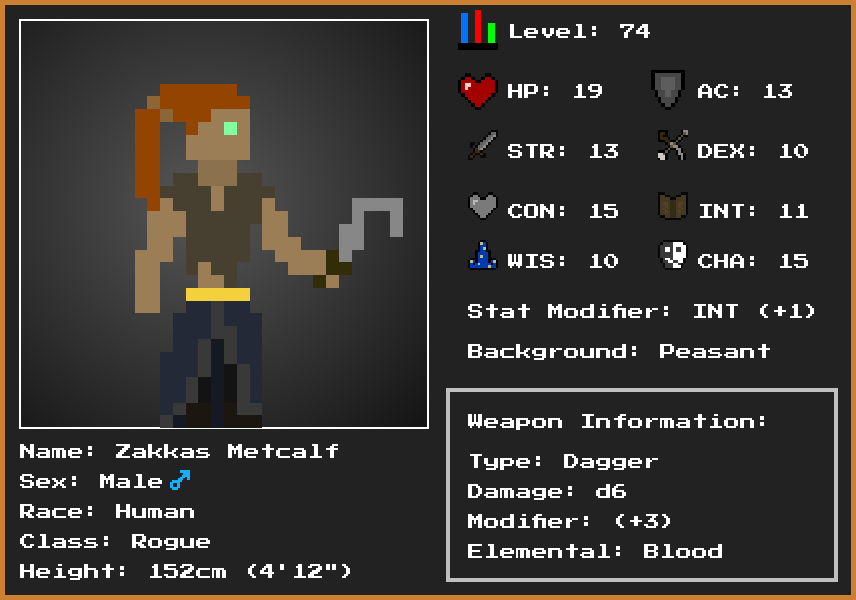 Level: 74
HP: 19
AC: 13
STR: 13
DEX: 10
CON: 15
INT: 11
WIS: 10
CHA: 15
Stat Modifier: INT (+1)
Background: Peasant
Weapon Information:
Type: Dagger
Damage: d6
Modifier: (+3)
Elemental: Blood
Name: Zakkas Metcalf
Sex: Male♂
Race: Human
Class: Rogue
Height: 152cm (4'12")